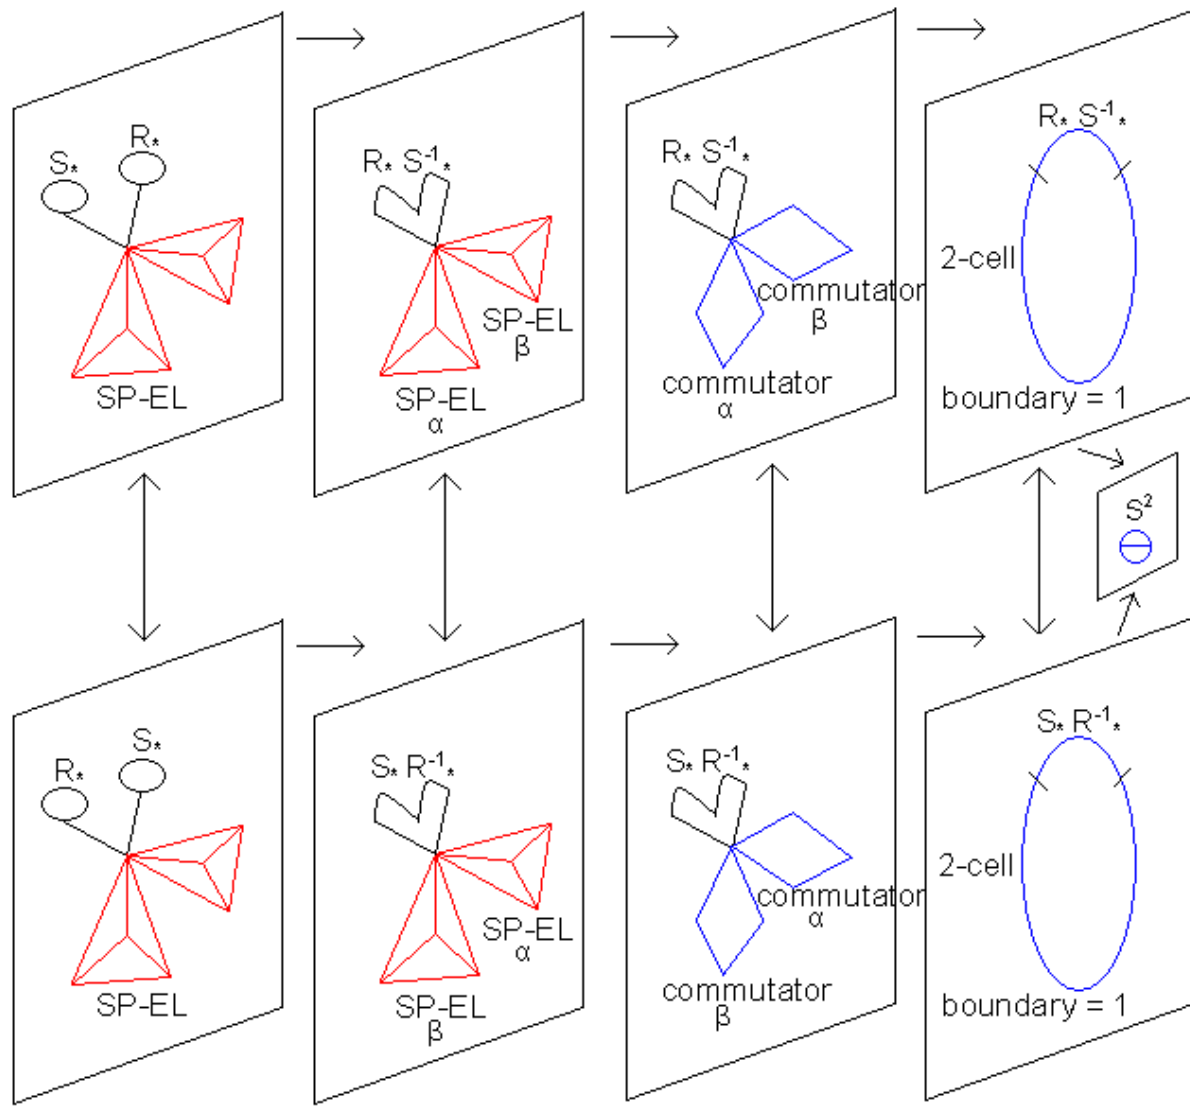 S* R*
SP-EL
R* S⁻¹*
SP-EL
β
SP-EL
α
R* S⁻¹*
commutator
β
commutator
α
R* S⁻¹*
2-cell
boundary = 1
S²
R* S*
SP-EL
S* R⁻¹*
SP-EL
α
SP-EL
β
S* R⁻¹*
commutator
α
commutator
β
S* R⁻¹*
2-cell
boundary = 1